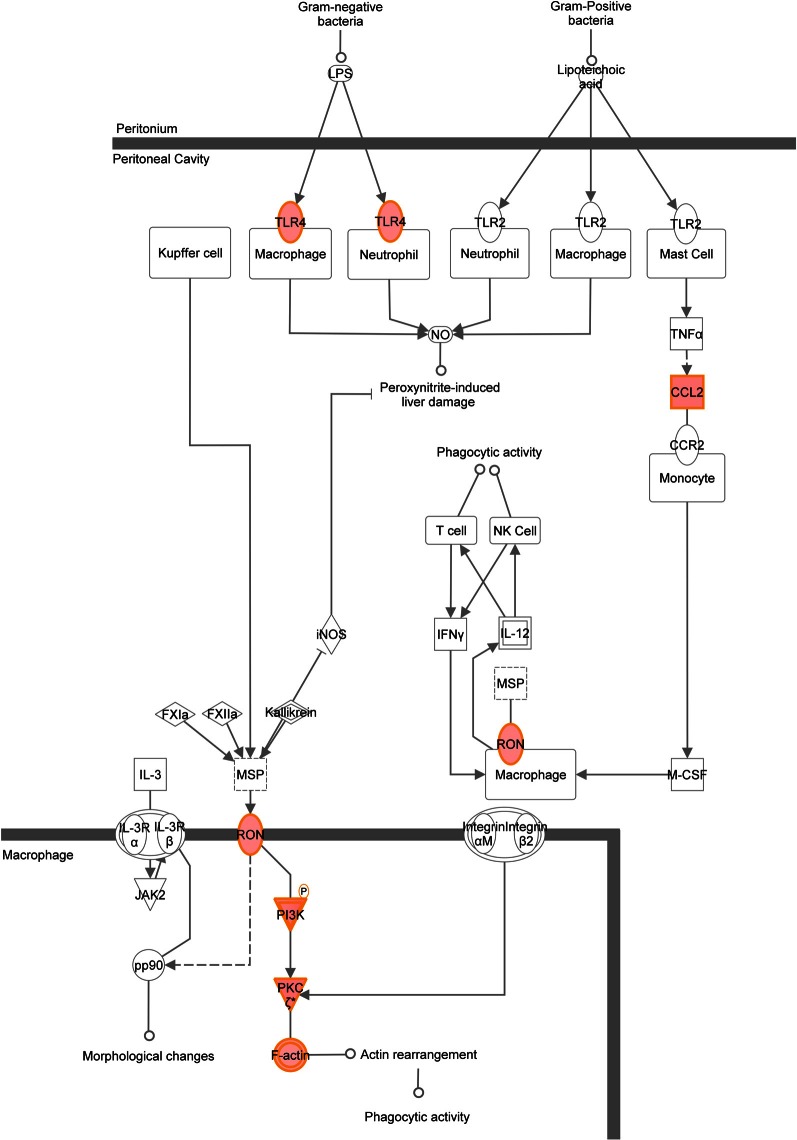 Gram-negative
bacteria
Gram-Positive
bacteria
LPS
Lipoteichoic
acid
Peritonium
Peritoneal Cavity
TLR4
TLR4
TLR2
TLR2
TLR2
Kupffer cell
Macrophage
Neutrophil
Neutrophil
Macrophage
Mast Cell
NO
TNFα
Peroxynitrite-induced
liver damage
CCL2
CCR2
Monocyte
Phagocytic activity
T cell
NK Cell
iNOS
IFNγ
IL-12
MSP
FXIa
FXIIa
Kallikrein
RON
IL-3
MSP
Macrophage
M-CSF
IL-3R
α
IL-3R
β
RON
Integrin
αM
Integrin
β2
Macrophage
JAK2
P
PI3K
pp90
PKC
ζ*
Morphological changes
F-actin
Actin rearrangement
Phagocytic activity